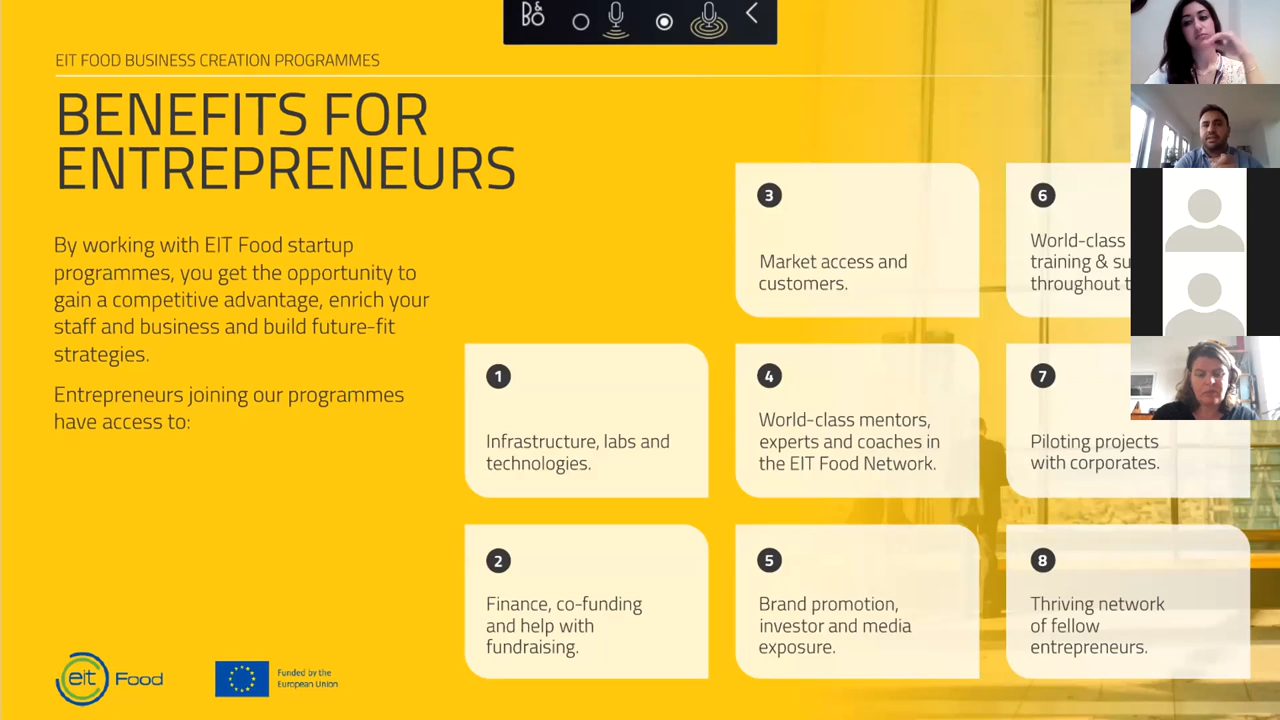 B&O
EIT FOOD BUSINESS CREATION PROGRAMMES
BENEFITS FOR
ENTREPRENEURS
By working with EIT Food startup
programmes, you get the opportunity to
gain a competitive advantage, enrich your
staff and business and build future-fit
strategies.
Entrepreneurs joining our programmes
have access to:
1
Infrastructure, labs and
technologies.
2
Finance, co-funding
and help with
fundraising.
3
Market access and
customers.
4
World-class mentors,
experts and coaches in
the EIT Food Network.
5
Brand promotion,
investor and media
exposure.
6
World-class
training &
throughout
7
Piloting projects
with corporates.
8
Thriving network
of fellow
entrepreneurs.
eit Food
Funded by the
European Union